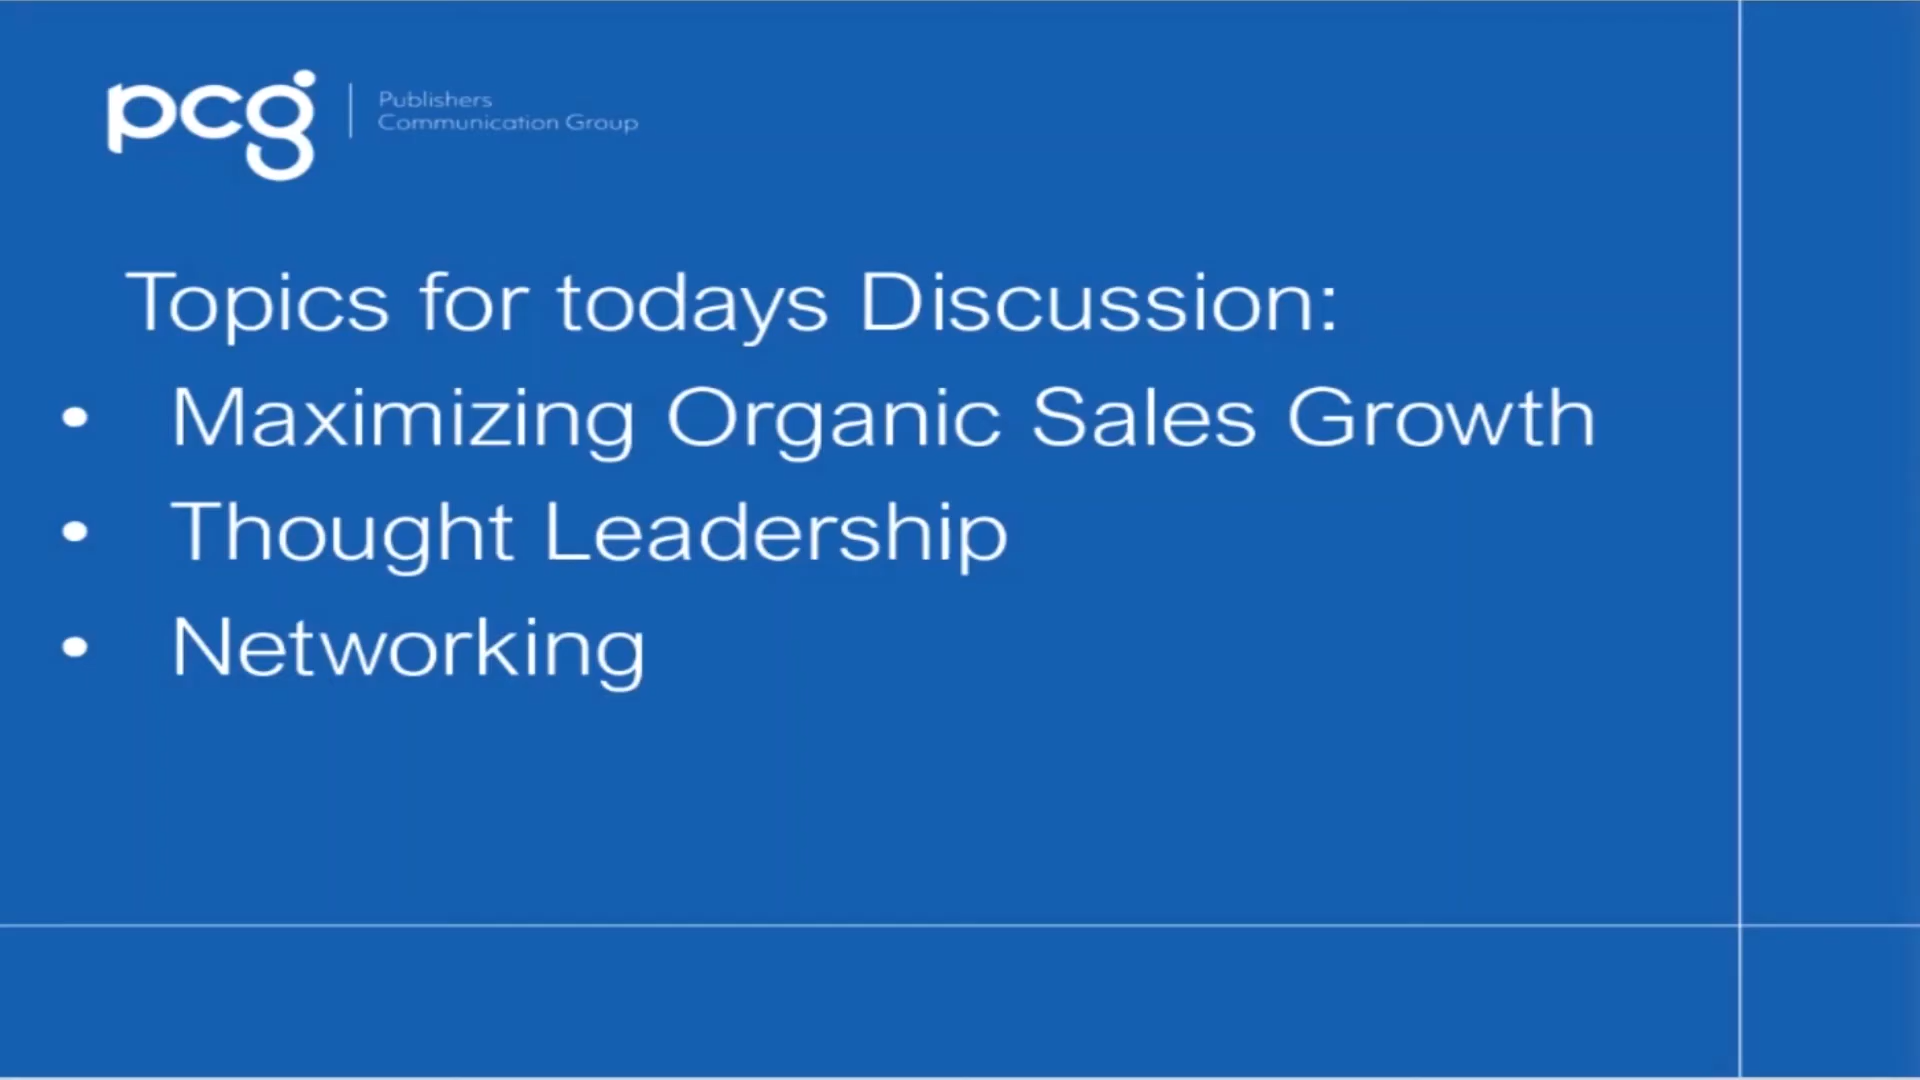 pcg
Publishers
Communication Group
Topics for todays Discussion:
• Maximizing Organic Sales Growth
• Thought Leadership
• Networking